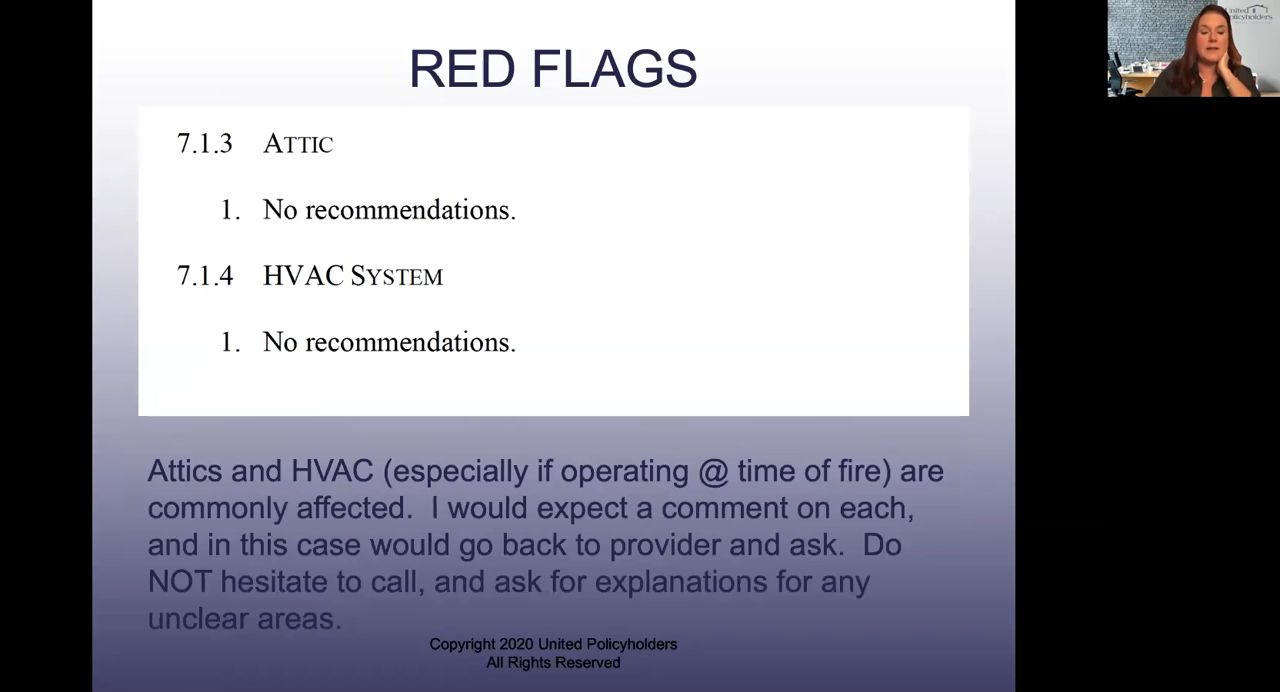 RED FLAGS
7.1.3 ATTIC
1. No recommendations.
7.1.4 HVAC SYSTEM
1. No recommendations.
Attics and HVAC (especially if operating @ time of fire) are
commonly affected. I would expect a comment on each,
and in this case would go back to provider and ask. Do
NOT hesitate to call, and ask for explanations for any
unclear areas.
Copyright 2020 United Policyholders
All Rights Reserved
United
Policyholders